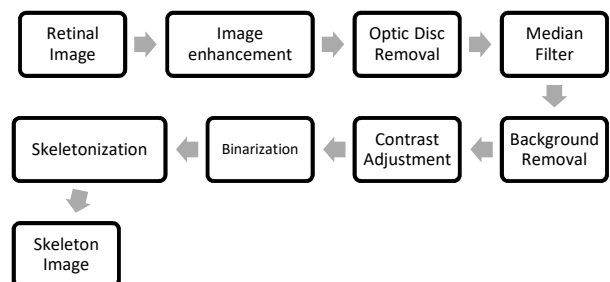 Retinal
Image
Image
enhancement
Optic Disc
Removal
Median
Filter
Background
Removal
Contrast
Adjustment
Binarization
Skeletonization
Skeleton
Image